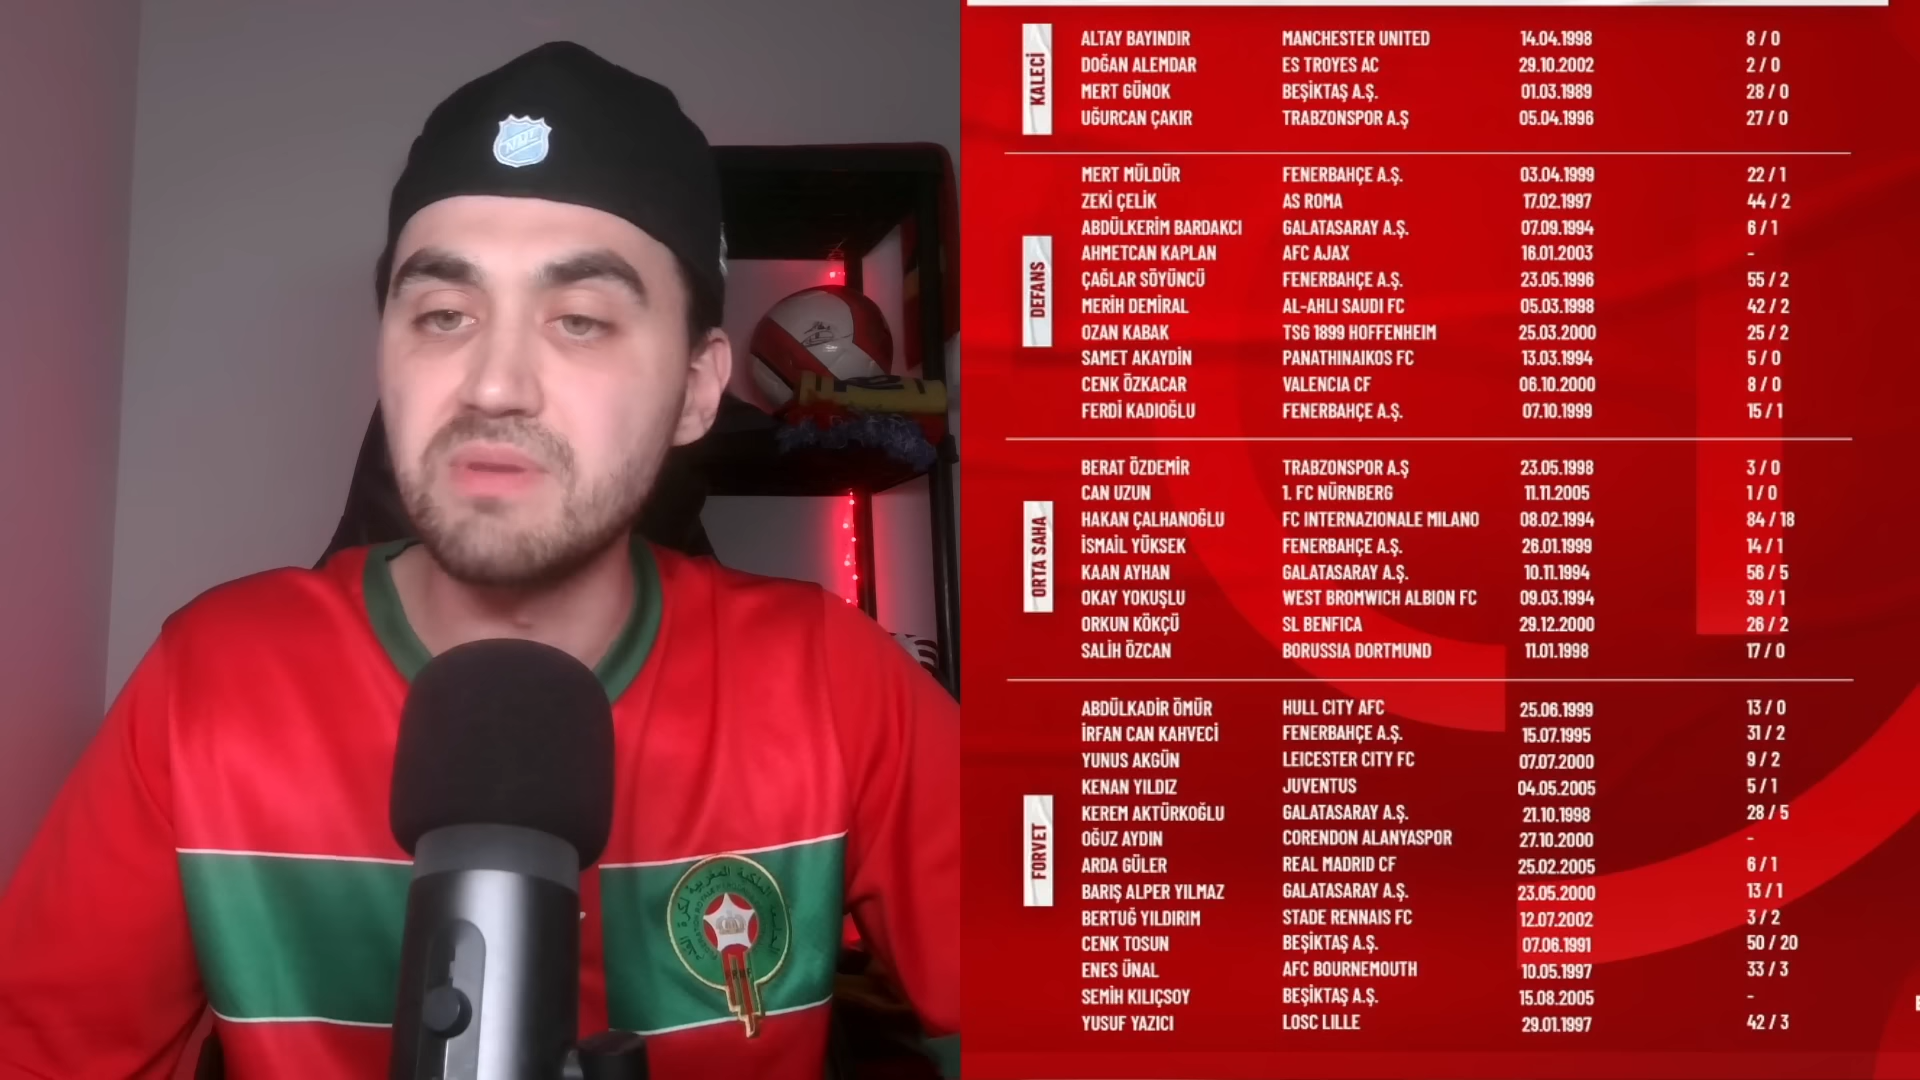 NHL
KALECİ
ALTAY BAYINDIR MANCHESTER UNITED 14.04.1998 8 / 0
DOĞAN ALEMDAR ES TROYES AC 29.10.2002 2 / 0
MERT GÜNOK BEŞİKTAŞ A.Ş. 01.03.1989 28 / 0
UĞURCAN ÇAKIR TRABZONSPOR A.Ş 05.04.1996 27 / 0
DEFANS
MERT MÜLDÜR FENERBAHÇE A.Ş. 03.04.1999 22 / 1
ZEKİ ÇELİK AS ROMA 17.02.1997 44 / 2
ABDÜLKERİM BARDAKCI GALATASARAY A.Ş. 07.09.1994 6 / 1
AHMETCAN KAPLAN AFC AJAX 16.01.2003 -
ÇAĞLAR SÖYÜNCÜ FENERBAHÇE A.Ş. 23.05.1996 55 / 2
MERİH DEMİRAL AL-AHLI SAUDI FC 05.03.1998 42 / 2
OZAN KABAK TSG 1899 HOFFENHEIM 25.03.2000 25 / 2
SAMET AKAYDİN PANATHINAIKOS FC 13.03.1994 5 / 0
CENK ÖZKACAR VALENCIA CF 06.10.2000 8 / 0
FERDİ KADIOĞLU FENERBAHÇE A.Ş. 07.10.1999 15 / 1
ORTA SAHA
BERAT ÖZDEMİR TRABZONSPOR A.Ş 23.05.1998 3 / 0
CAN UZUN 1. FC NÜRNBERG 11.11.2005 1 / 0
HAKAN ÇALHANOĞLU FC INTERNAZIONALE MILANO 08.02.1994 84 / 18
İSMAİL YÜKSEK FENERBAHÇE A.Ş. 26.01.1999 14 / 1
KAAN AYHAN GALATASARAY A.Ş. 10.11.1994 56 / 5
OKAY YOKUŞLU WEST BROMWICH ALBION FC 09.03.1994 39 / 1
ORKUN KÖKÇÜ SL BENFICA 29.12.2000 26 / 2
SALİH ÖZCAN BORUSSIA DORTMUND 11.01.1998 17 / 0
FORVET
ABDÜLKADİR ÖMÜR HULL CITY AFC 25.06.1999 13 / 0
İRFAN CAN KAHVECİ FENERBAHÇE A.Ş. 15.07.1995 31 / 2
YUNUS AKGÜN LEICESTER CITY FC 07.07.2000 9 / 2
KENAN YILDIZ JUVENTUS 04.05.2005 5 / 1
KEREM AKTÜRKOĞLU GALATASARAY A.Ş. 21.10.1998 28 / 5
OĞUZ AYDIN CORENDON ALANYASPOR 27.10.2000 -
ARDA GÜLER REAL MADRID CF 25.02.2005 6 / 1
BARIŞ ALPER YILMAZ GALATASARAY A.Ş. 23.05.2000 13 / 1
BERTUĞ YILDIRIM STADE RENNAIS FC 12.07.2002 3 / 2
CENK TOSUN BEŞİKTAŞ A.Ş. 07.06.1991 50 / 20
ENES ÜNAL AFC BOURNEMOUTH 10.05.1997 33 / 3
SEMİH KILIÇSOY BEŞİKTAŞ A.Ş. 15.08.2005 -
YUSUF YAZICI LOSC LILLE 29.01.1997 42 / 3